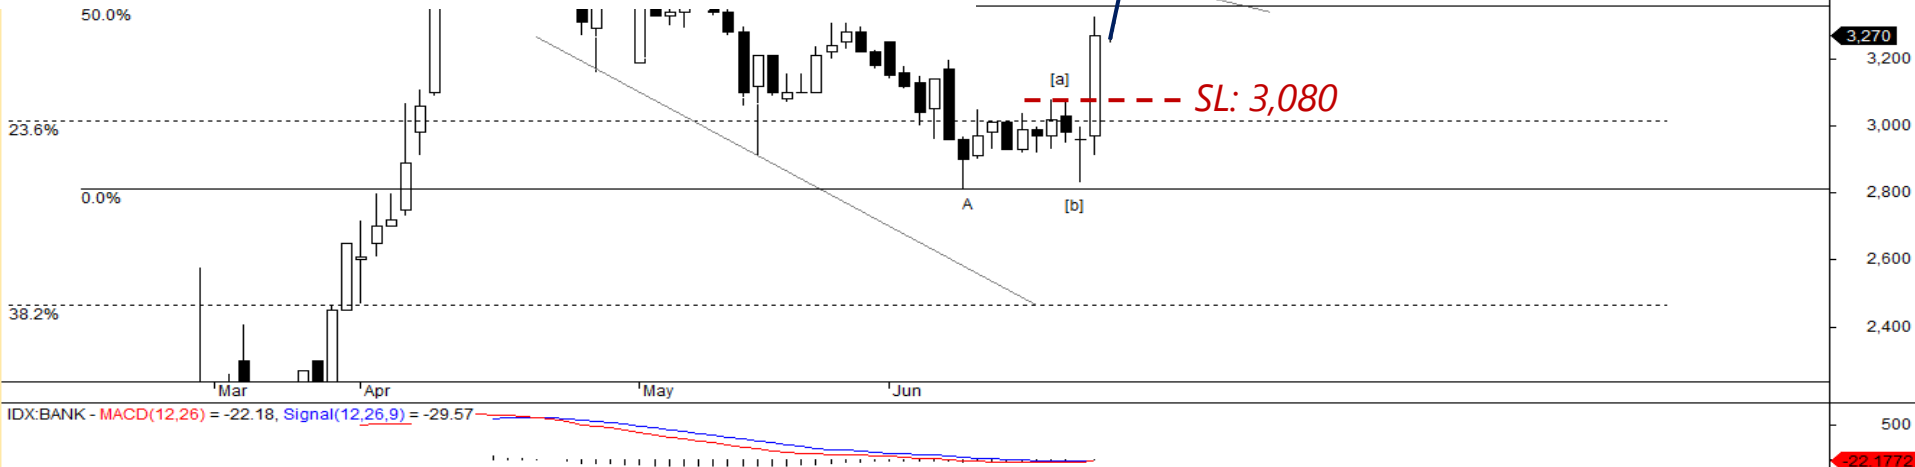 50.0%
3,270
3,200
[a]
SL: 3,080
23.6%
3,000
0.0%
2,800
A
[b]
2,600
38.2%
2,400
Mar
Apr
May
Jun
IDX:BANK - MACD(12,26) = -22.18, Signal(12,26,9) = -29.57
500
-22.1772